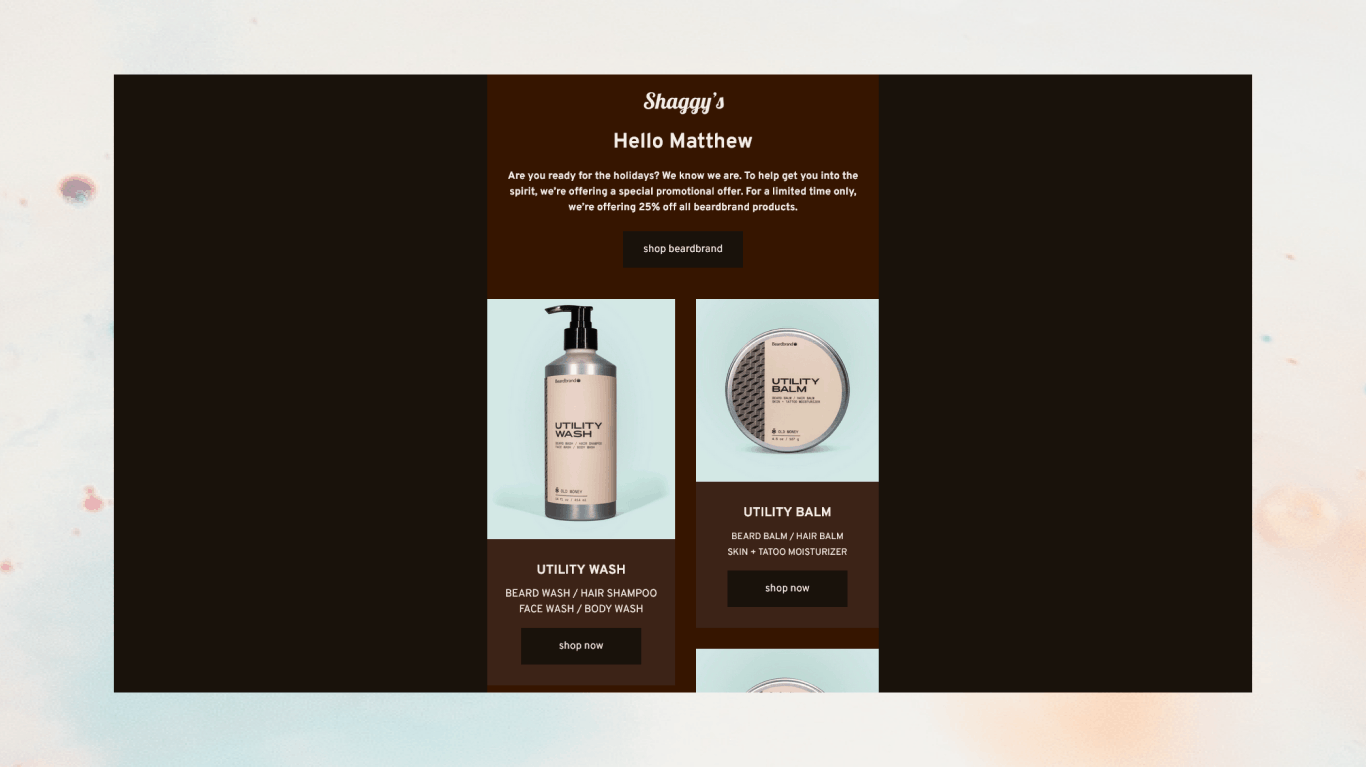 Shaggy's
Hello Matthew
Are you ready for the holidays? We know we are. To help get you into the
spirit, we're offering a special promotional offer. For a limited time only,
we're offering 25% off all beardbrand products.
shop beardbrand
Beardbrand
UTILITY
WASH
BEARD WASH / HAIR SHAMPOO
FACE WASH / BODY WASH
OLD MONEY
UTILITY WASH
BEARD WASH / HAIR SHAMPOO
FACE WASH / BODY WASH
shop now
Beardbrand
UTILITY
BALM
BEARD BALM / HAIR BALM
SKIN + TATTOO MOISTURIZER
OLD MONEY
UTILITY BALM
BEARD BALM / HAIR BALM
SKIN + TATOO MOISTURIZER
shop now